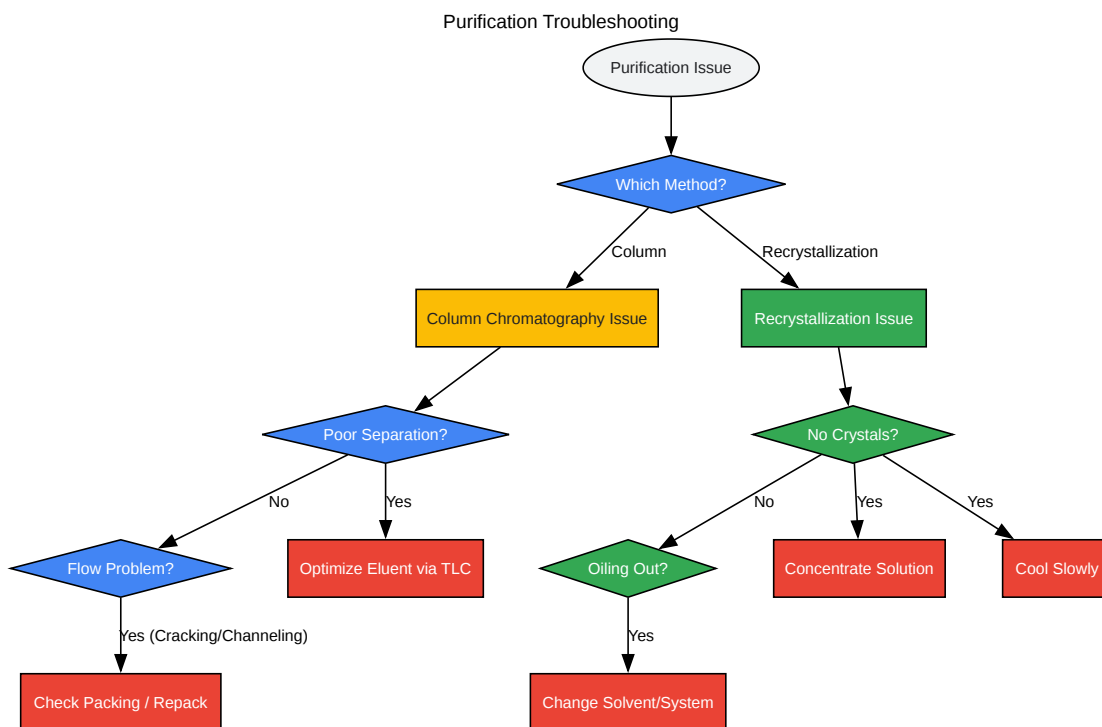 Purification Troubleshooting
Purification Issue
Which Method?
Column
Recrystallization
Column Chromatography Issue
Recrystallization Issue
Poor Separation?
No Crystals?
No
Yes
No
Yes
Yes
Flow Problem?
Optimize Eluent via TLC
Oiling Out?
Concentrate Solution
Cool Slowly
Yes (Cracking/Channeling)
Yes
Check Packing / Repack
Change Solvent/System